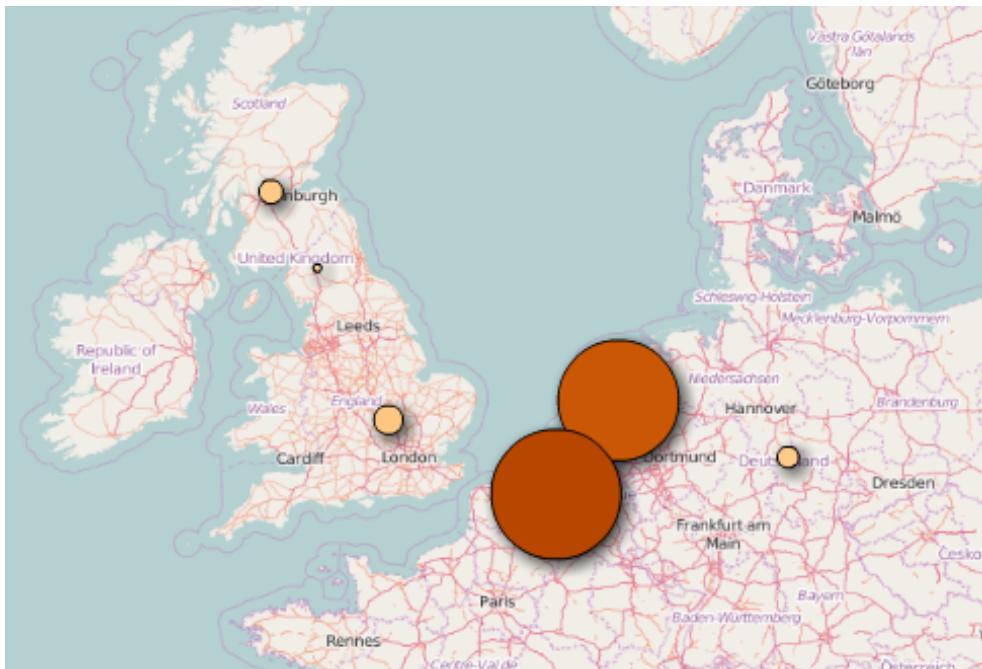 Västra Götalands
län
Göteborg
Scotland
Danmark
nburgh
Malmö
United Kingdom
Schleswig-Holstein
Mecklenburg-Vorpommern
Leeds
Republic of
Ireland
Niedersachsen
England
Wales
Hannover
Brandenburg
Cardiff
London
Dortmund
Deutschland
Dresden
Frankfurt am
Main
Česko
Paris
Bayern
Baden-Württemberg
Rennes
Centre-Val de
Österreich